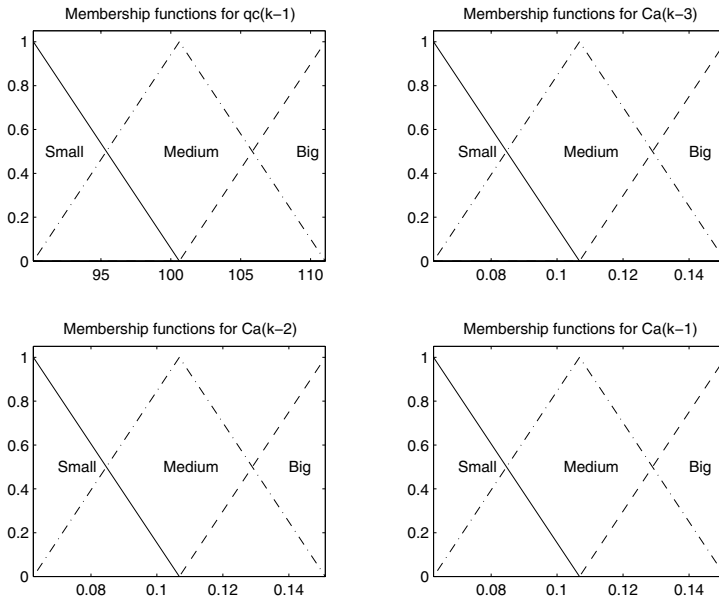 Membership functions for qc(k−1)
1
0.8
0.6
0.4
0.2
0
Small
Medium
Big
95 100 105 110
Membership functions for Ca(k−3)
1
0.8
0.6
0.4
0.2
0
Small
Medium
Big
0.08 0.1 0.12 0.14
Membership functions for Ca(k−2)
1
0.8
0.6
0.4
0.2
0
Small
Medium
Big
0.08 0.1 0.12 0.14
Membership functions for Ca(k−1)
1
0.8
0.6
0.4
0.2
0
Small
Medium
Big
0.08 0.1 0.12 0.14